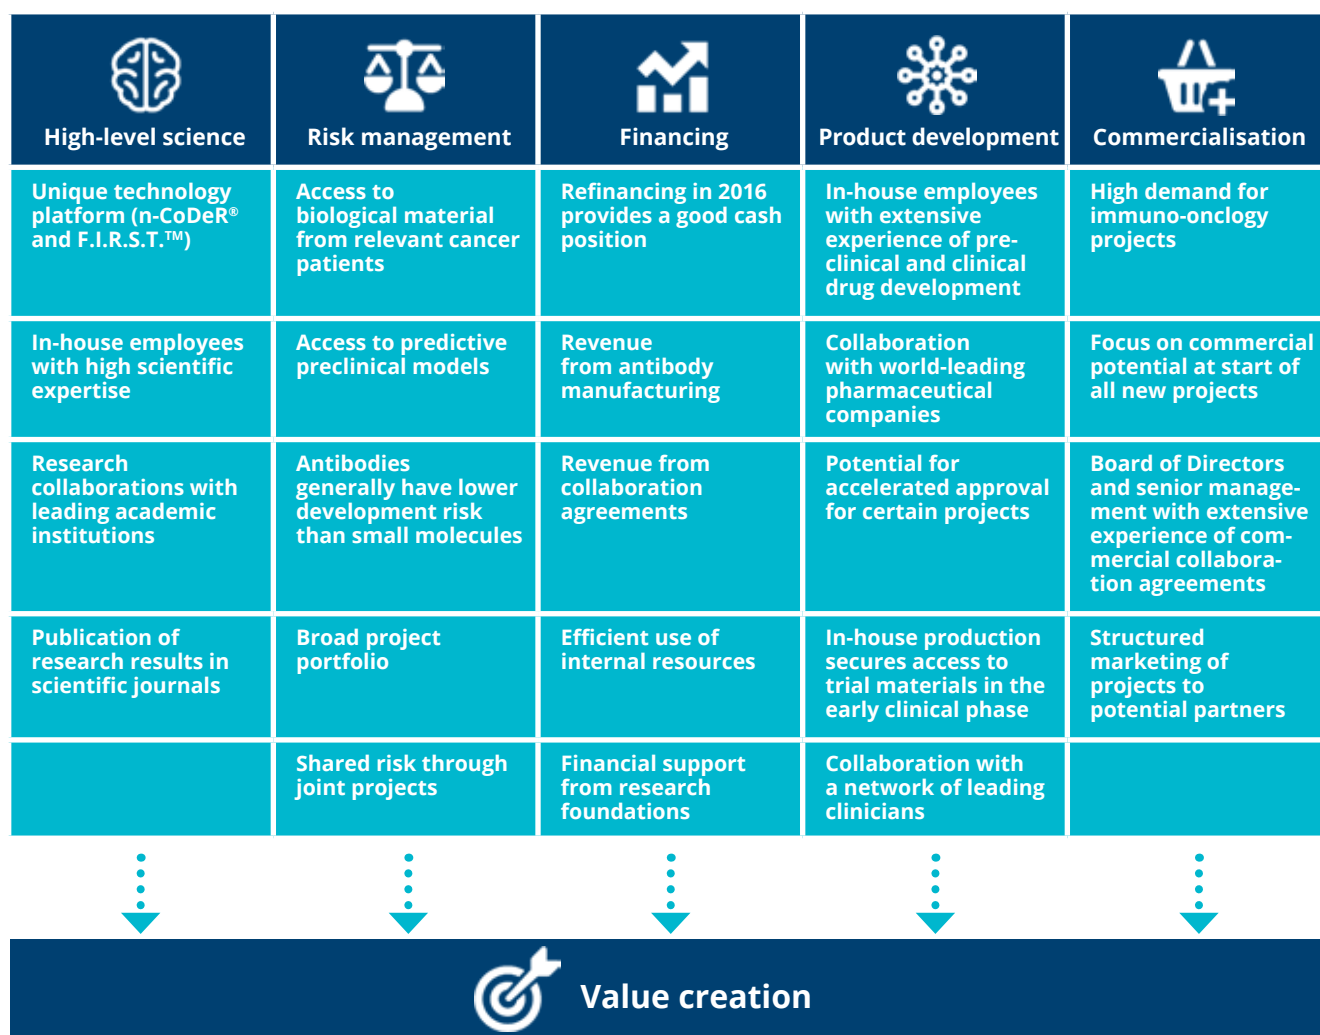 High-level science
Risk management
Financing
Product development
Commercialisation
Unique technology
platform (n-CoDeR®
and F.I.R.S.T.™)
Access to
biological material
from relevant cancer
patients
Refinancing in 2016
provides a good cash
position
In-house employees
with extensive
experience of pre-
clinical and clinical
drug development
High demand for
immuno-onclogy
projects
In-house employees
with high scientific
expertise
Access to predictive
preclinical models
Revenue
from antibody
manufacturing
Collaboration
with world-leading
pharmaceutical
companies
Focus on commercial
potential at start of
all new projects
Research
collaborations with
leading academic
institutions
Antibodies
generally have lower
development risk
than small molecules
Revenue from
collaboration
agreements
Potential for
accelerated approval
for certain projects
Board of Directors
and senior manage-
ment with extensive
experience of com-
mercial collabora-
tion agreements
Publication of
research results in
scientific journals
Broad project
portfolio
Efficient use of
internal resources
In-house production
secures access to
trial materials in the
early clinical phase
Structured
marketing of
projects to
potential partners
Shared risk through
joint projects
Financial support
from research
foundations
Collaboration with
a network of leading
clinicians
Value creation